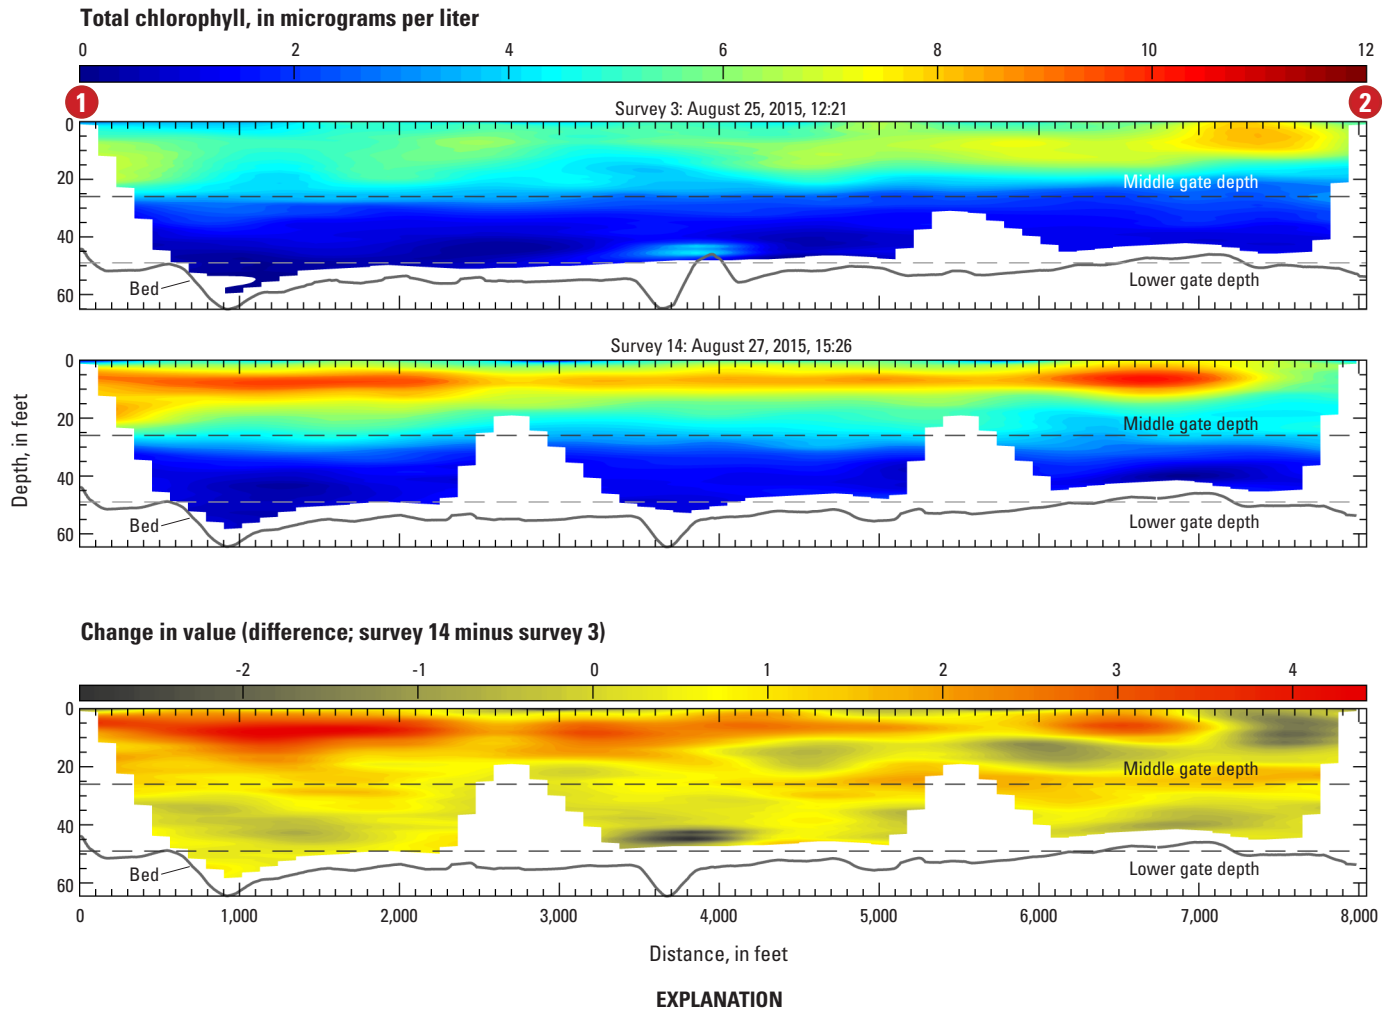 Total chlorophyll, in micrograms per liter
0 2 4 6 8 10 12
1 2
Survey 3: August 25, 2015, 12:21
0
20
Middle gate depth
40
Lower gate depth
Bed
60
Survey 14: August 27, 2015, 15:26
0
20
Middle gate depth
40
Lower gate depth
Bed
60
Depth, in feet
Change in value (difference; survey 14 minus survey 3)
-2 -1 0 1 2 3 4
0
20
Middle gate depth
40
Lower gate depth
Bed
60
0 1,000 2,000 3,000 4,000 5,000 6,000 7,000 8,000
Distance, in feet
EXPLANATION